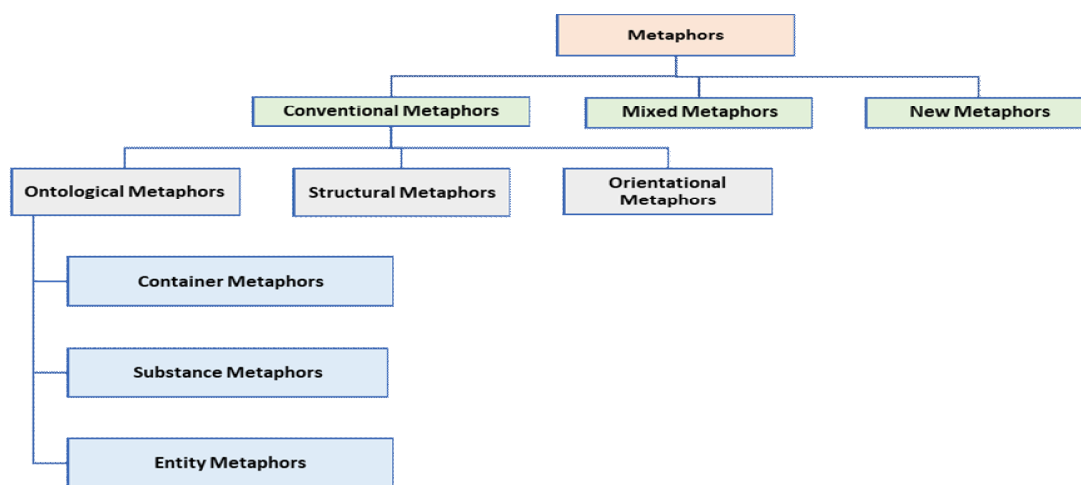 Metaphors
Conventional Metaphors
Mixed Metaphors
New Metaphors
Ontological Metaphors
Structural Metaphors
Orientational
Metaphors
Container Metaphors
Substance Metaphors
Entity Metaphors